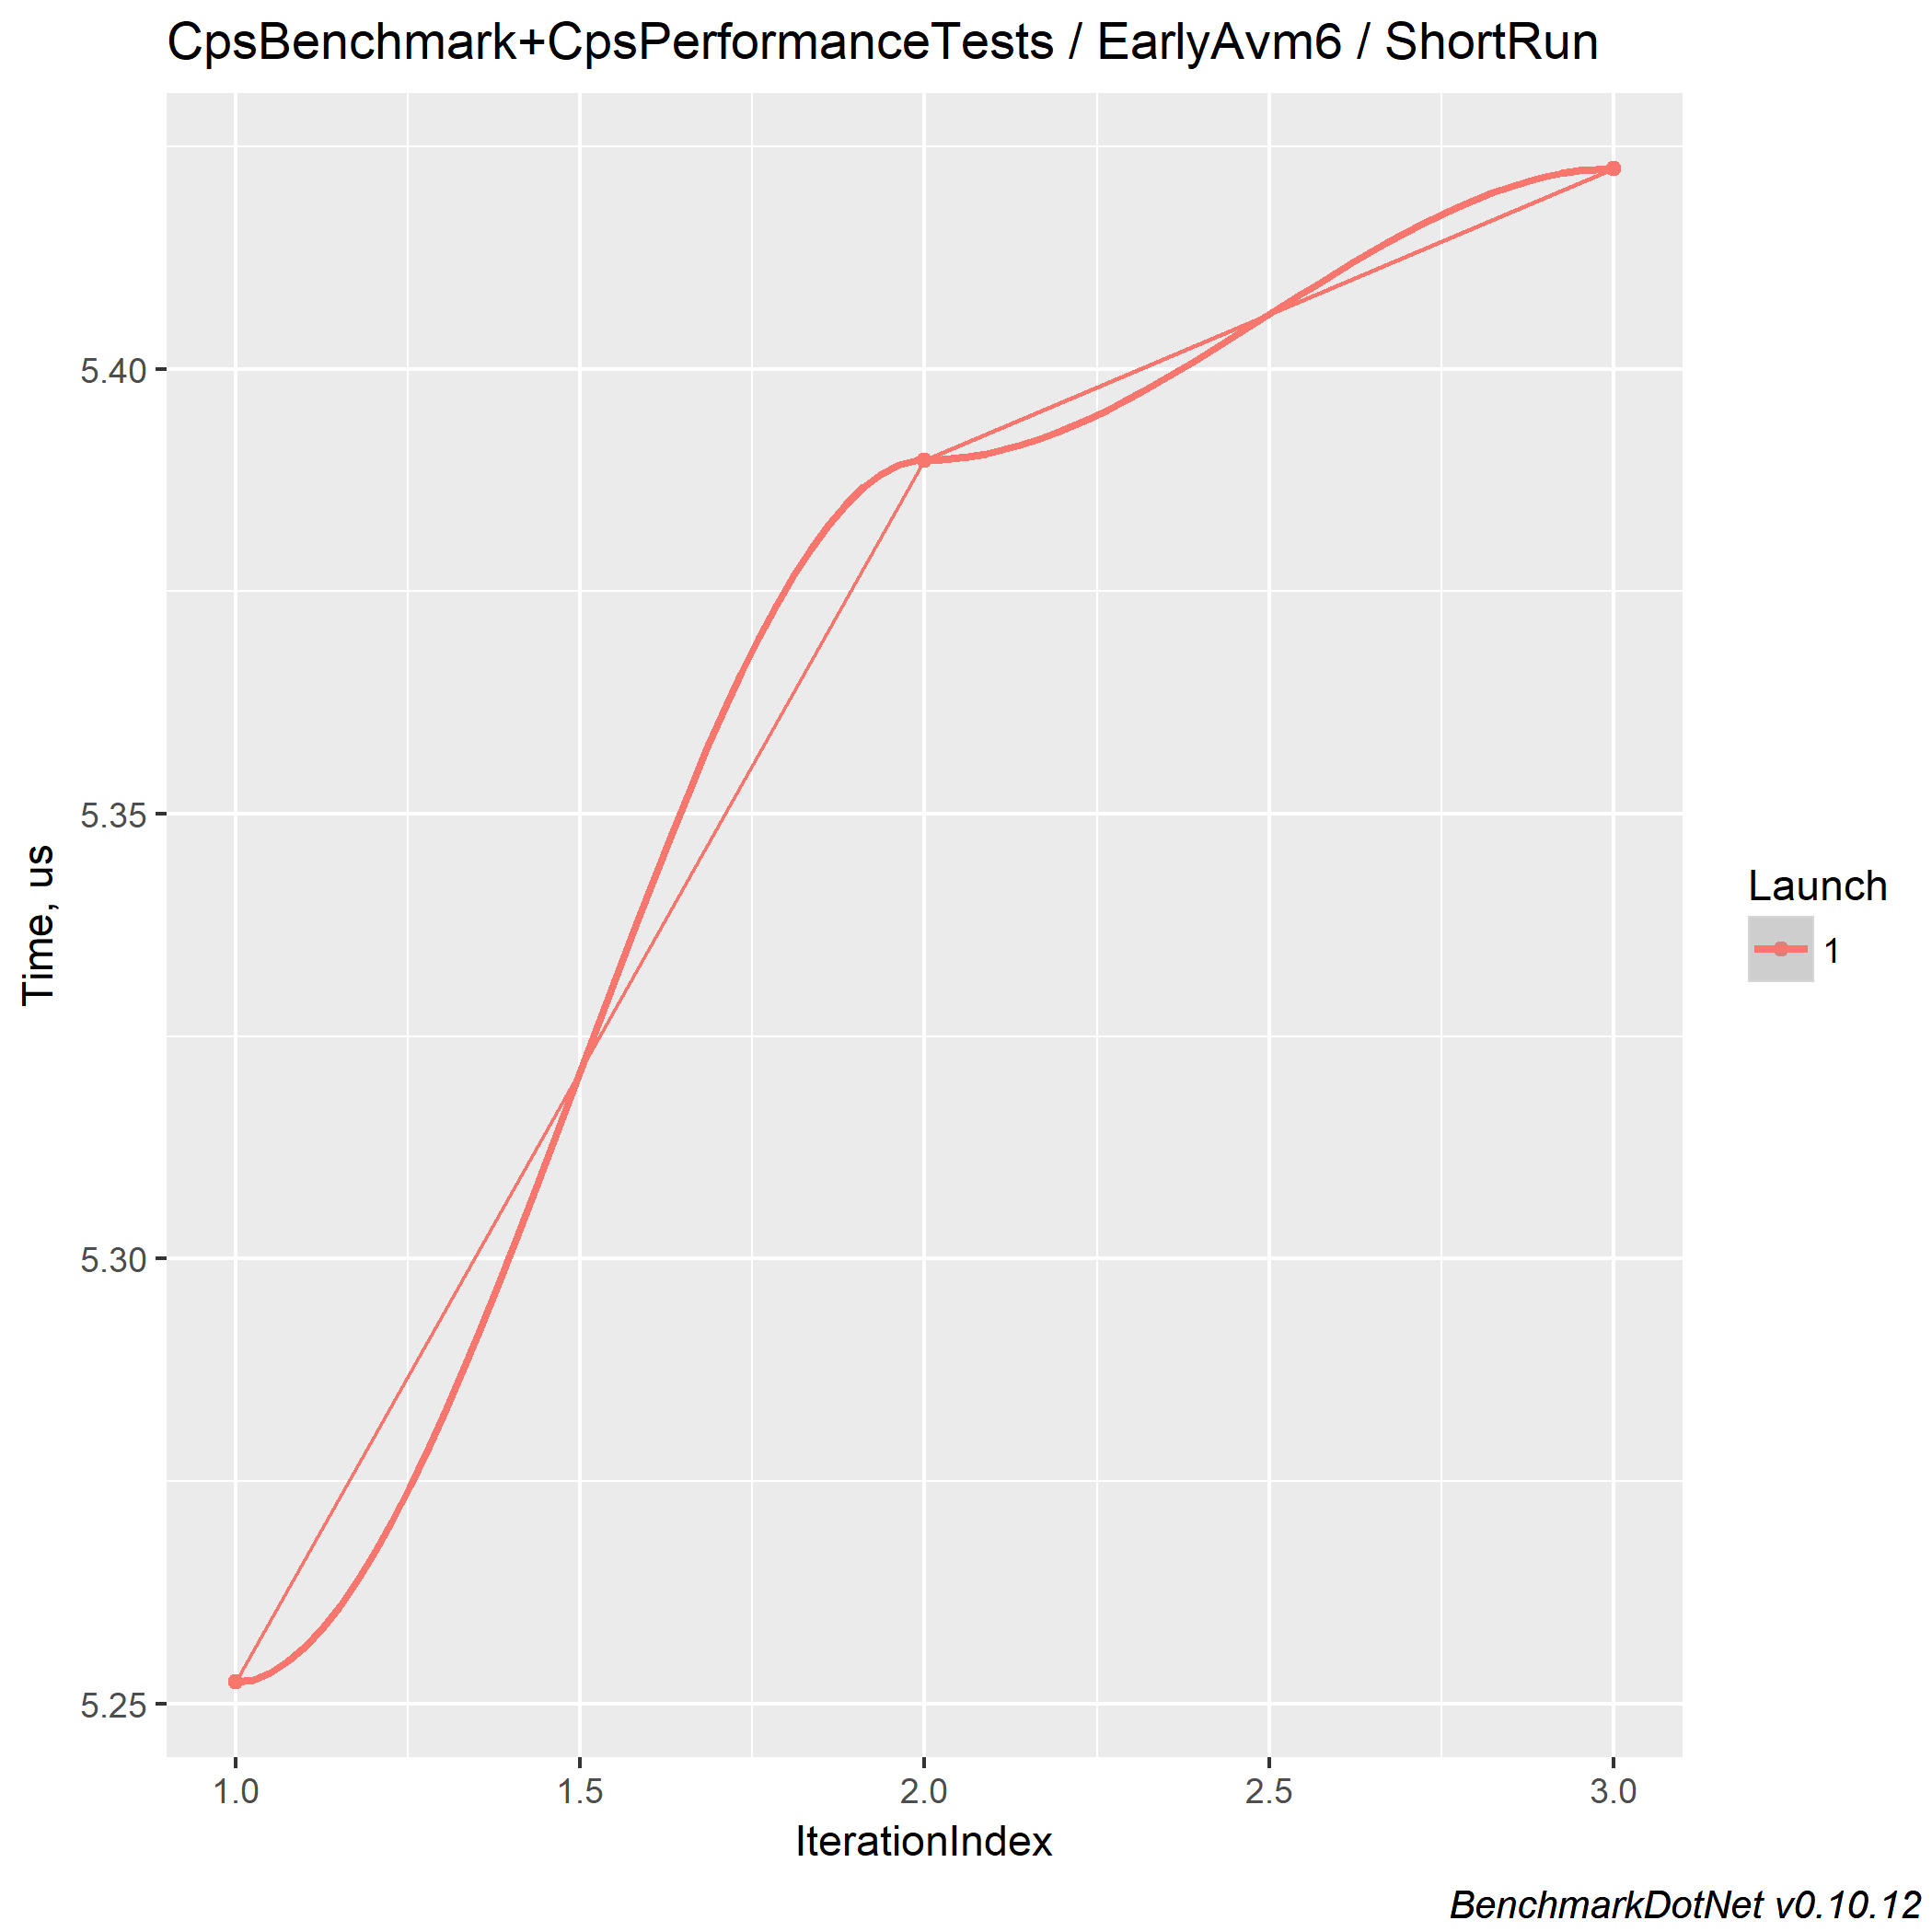 CpsBenchmark+CpsPerformanceTests / EarlyAvm6 / ShortRun
5.40
5.35
5.30
5.25
Time, us
1.0 1.5 2.0 2.5 3.0
IterationIndex
Launch
1
BenchmarkDotNet v0.10.12